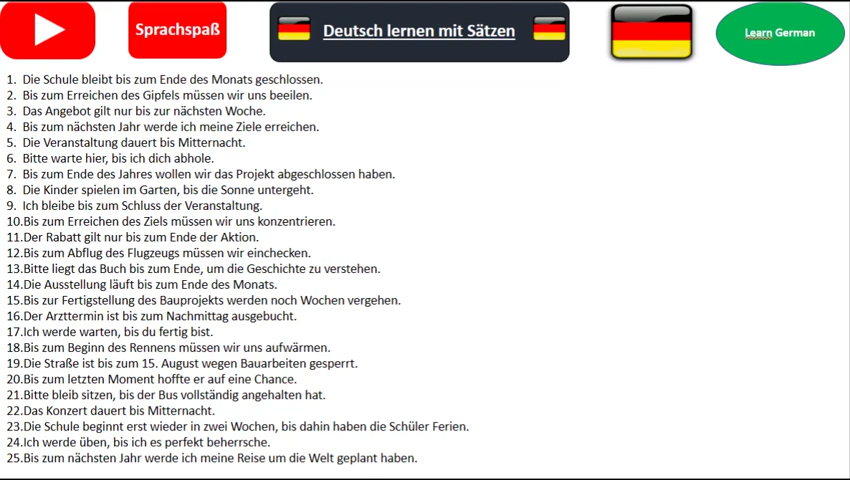 Sprachspaß
Deutsch lernen mit Sätzen
Learn German
1. Die Schule bleibt bis zum Ende des Monats geschlossen.
2. Bis zum Erreichen des Gipfels müssen wir uns beeilen.
3. Das Angebot gilt nur bis zur nächsten Woche.
4. Bis zum nächsten Jahr werde ich meine Ziele erreichen.
5. Die Veranstaltung dauert bis Mitternacht.
6. Bitte warte hier, bis ich dich abhole.
7. Bis zum Ende des Jahres wollen wir das Projekt abgeschlossen haben.
8. Die Kinder spielen im Garten, bis die Sonne untergeht.
9. Ich bleibe bis zum Schluss der Veranstaltung.
10.Bis zum Erreichen des Ziels müssen wir uns konzentrieren.
11.Der Rabatt gilt nur bis zum Ende der Aktion.
12.Bis zum Abflug des Flugzeugs müssen wir einchecken.
13.Bitte liegt das Buch bis zum Ende, um die Geschichte zu verstehen.
14.Die Ausstellung läuft bis zum Ende des Monats.
15.Bis zur Fertigstellung des Bauprojekts werden noch Wochen vergehen.
16.Der Arzttermin ist bis zum Nachmittag ausgebucht.
17.Ich werde warten, bis du fertig bist.
18.Bis zum Beginn des Rennens müssen wir uns aufwärmen.
19.Die Straße ist bis zum 15. August wegen Bauarbeiten gesperrt.
20.Bis zum letzten Moment hoffte er auf eine Chance.
21.Bitte bleib sitzen, bis der Bus vollständig angehalten hat.
22.Das Konzert dauert bis Mitternacht.
23.Die Schule beginnt erst wieder in zwei Wochen, bis dahin haben die Schüler Ferien.
24.Ich werde üben, bis ich es perfekt beherrsche.
25.Bis zum nächsten Jahr werde ich meine Reise um die Welt geplant haben.